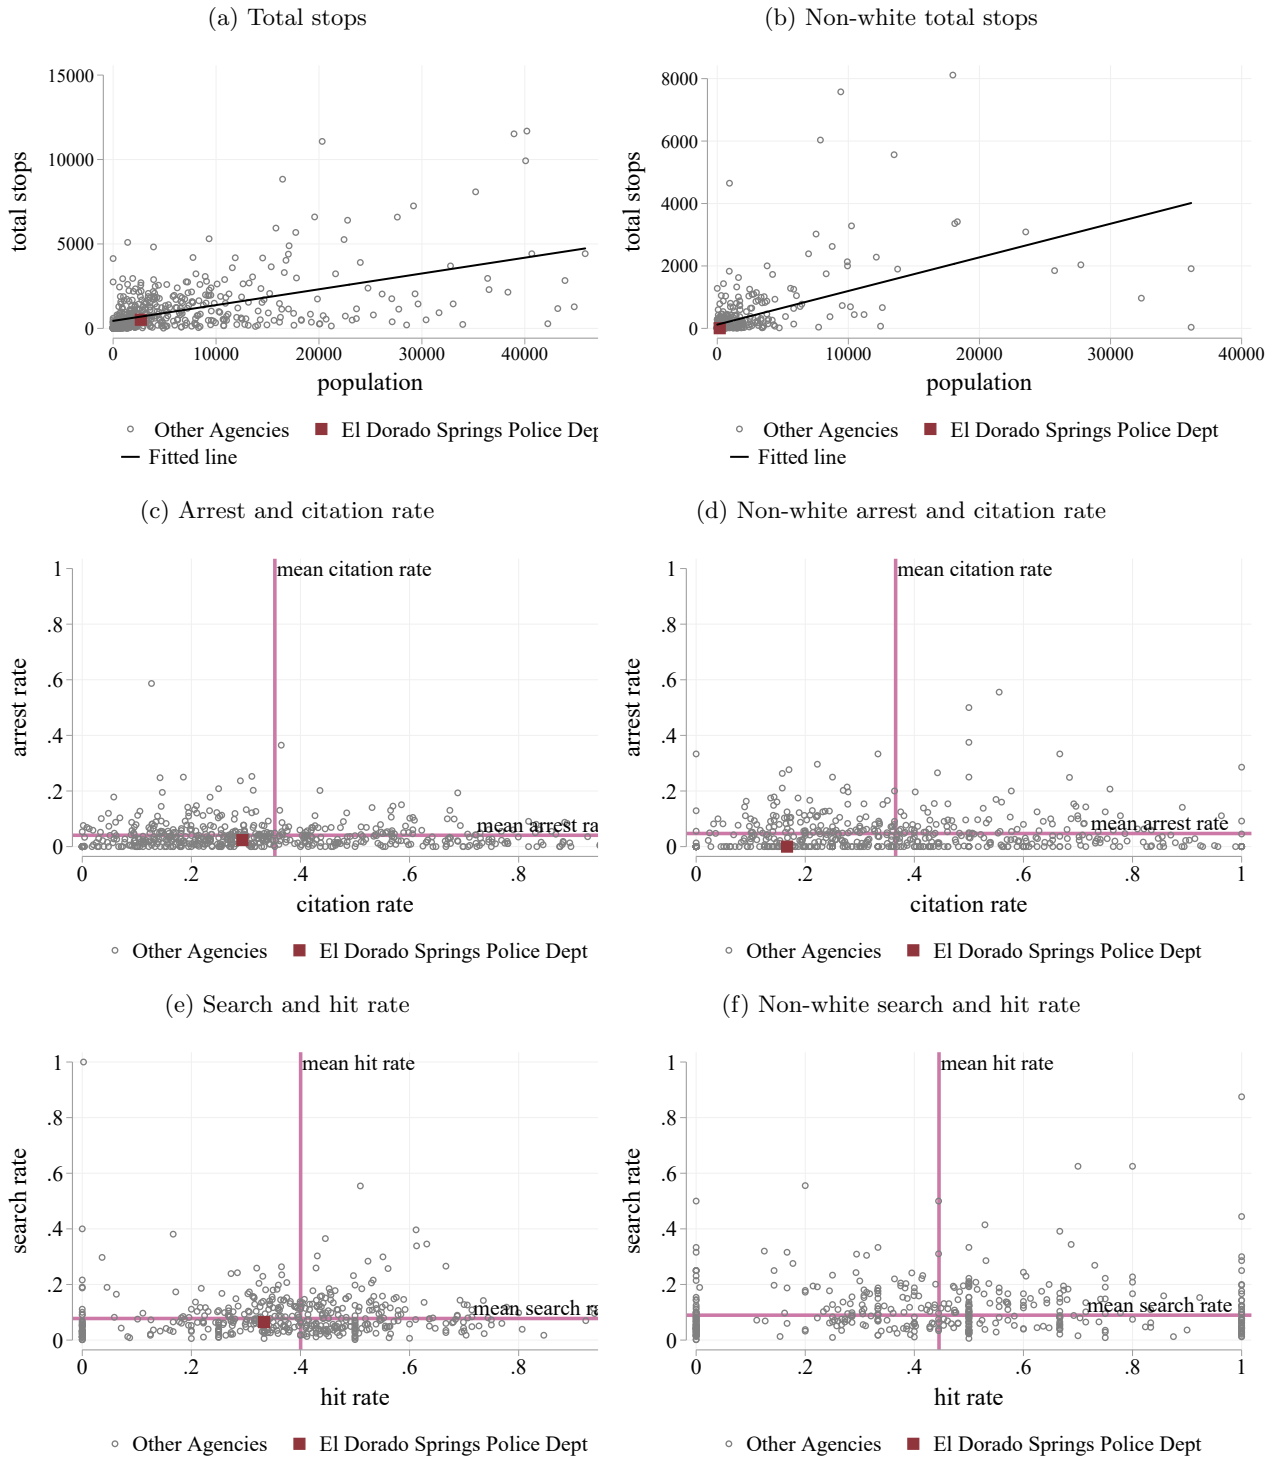 (a) Total stops
15000
10000
5000
0
total stops
0 10000 20000 30000 40000
population
Other Agencies El Dorado Springs Police Dep
Fitted line
(b) Non-white total stops
8000
6000
4000
2000
0
total stops
0 10000 20000 30000 40000
population
Other Agencies El Dorado Springs Police Dept
Fitted line
(c) Arrest and citation rate
1
.8
.6
.4
.2
0
arrest rate
mean citation rate
mean arrest ra
0 .2 .4 .6 .8
citation rate
Other Agencies El Dorado Springs Police Dept
(d) Non-white arrest and citation rate
1
.8
.6
.4
.2
0
arrest rate
mean citation rate
mean arrest rate
0 .2 .4 .6 .8 1
citation rate
Other Agencies El Dorado Springs Police Dept
(e) Search and hit rate
1
.8
.6
.4
.2
0
search rate
mean hit rate
mean search ra
0 .2 .4 .6 .8
hit rate
Other Agencies El Dorado Springs Police Dept
(f) Non-white search and hit rate
1
.8
.6
.4
.2
0
search rate
mean hit rate
mean search rate
0 .2 .4 .6 .8 1
hit rate
Other Agencies El Dorado Springs Police Dept